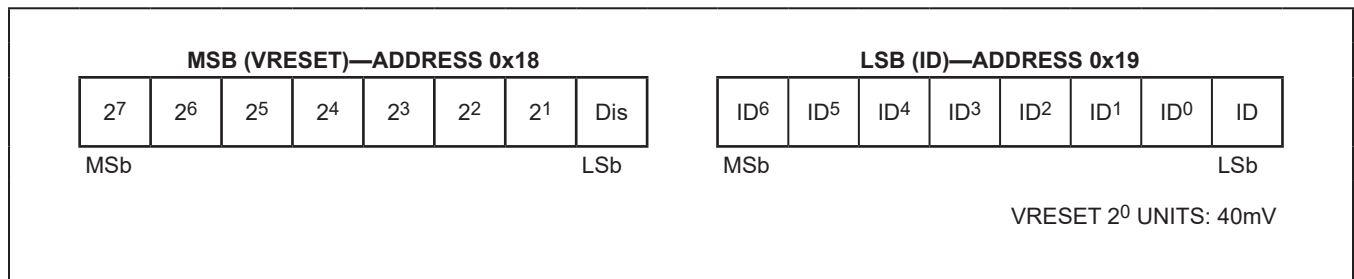 MSB (VRESET)—ADDRESS 0x18 LSB (ID)—ADDRESS 0x19
2⁷ 2⁶ 2⁵ 2⁴ 2³ 2² 2¹ Dis ID⁶ ID⁵ ID⁴ ID³ ID² ID¹ ID⁰ ID
MSb LSb MSb LSb
VRESET 2⁰ UNITS: 40mV